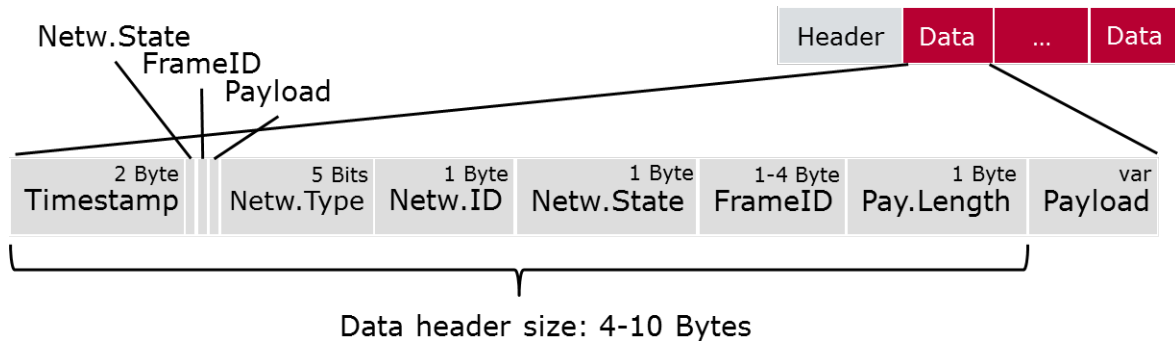 Netw.State
FrameID
Payload
Header Data ... Data
2 Byte 5 Bits 1 Byte 1 Byte 1-4 Byte 1 Byte var
Timestamp Netw.Type Netw.ID Netw.State FrameID Pay.Length Payload
Data header size: 4-10 Bytes